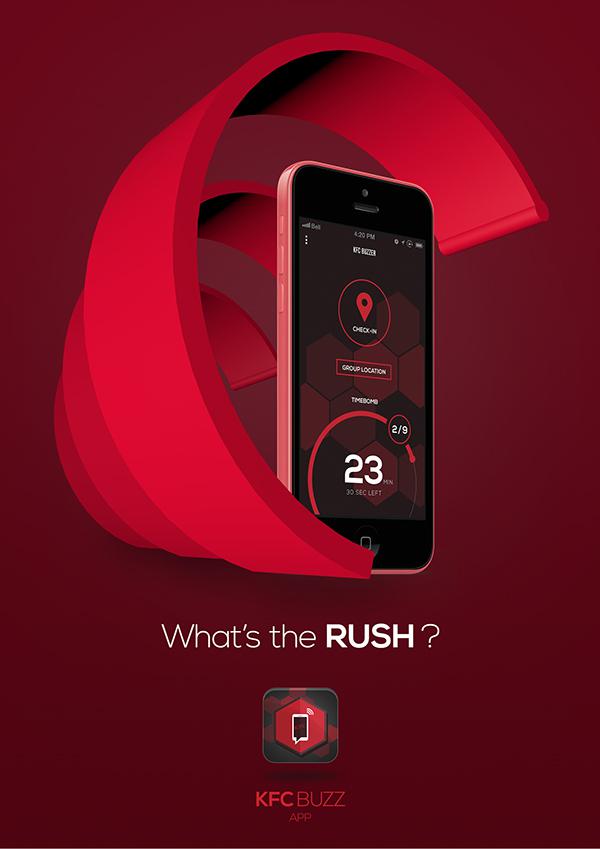 Bell
4:20 PM
KFC BUZZER
CHECK-IN
GROUP LOCATION
TIMEBOMB
2/9
23 MIN
30 SEC LEFT
What's the RUSH ?
KFC BUZZ
APP